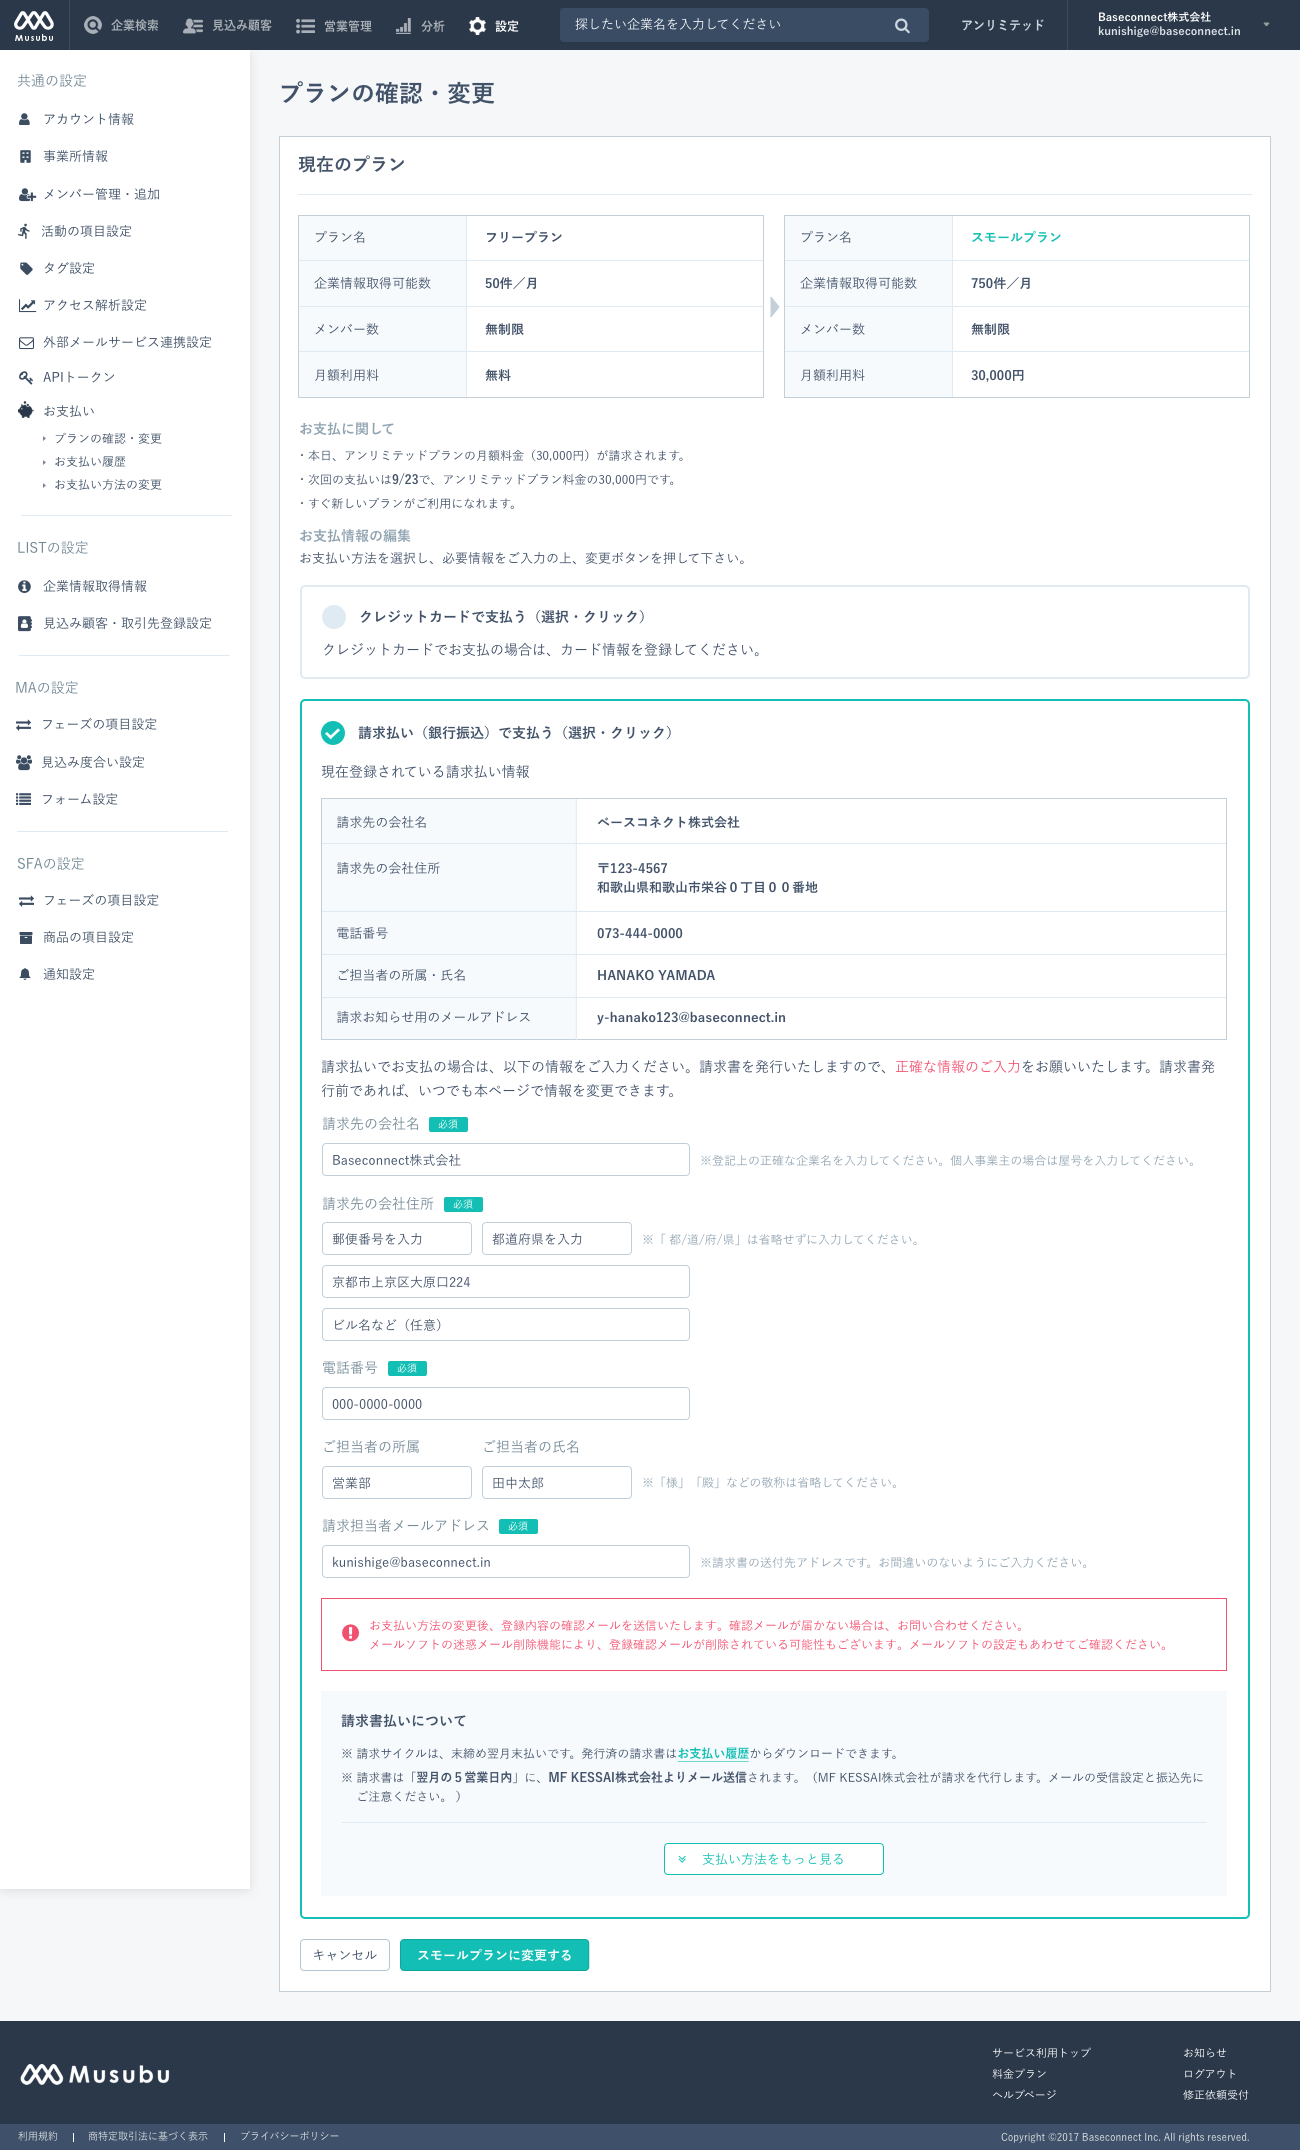 Musubu
企業検索
見込み顧客
営業管理
分析
設定
探したい企業名を入力してください
アンリミテッド
Baseconnect株式会社
kunishige@baseconnect.in
共通の設定
アカウント情報
事業所情報
メンバー管理・追加
活動の項目設定
タグ設定
アクセス解析設定
外部メールサービス連携設定
APIトークン
お支払い
プランの確認・変更
お支払い履歴
お支払い方法の変更
LISTの設定
企業情報取得情報
見込み顧客・取引先登録設定
MAの設定
フェーズの項目設定
見込み度合い設定
フォーム設定
SFAの設定
フェーズの項目設定
商品の項目設定
通知設定
プランの確認・変更
現在のプラン
プラン名 フリープラン
企業情報取得可能数 50件／月
メンバー数 無制限
月額利用料 無料
プラン名 スモールプラン
企業情報取得可能数 750件／月
メンバー数 無制限
月額利用料 30,000円
お支払に関して
・本日、アンリミテッドプランの月額料金（30,000円）が請求されます。
・次回の支払いは9/23で、アンリミテッドプラン料金の30,000円です。
・すぐ新しいプランがご利用になれます。
お支払情報の編集
お支払い方法を選択し、必要情報をご入力の上、変更ボタンを押して下さい。
クレジットカードで支払う（選択・クリック）
クレジットカードでお支払の場合は、カード情報を登録してください。
請求払い（銀行振込）で支払う（選択・クリック）
現在登録されている請求払い情報
請求先の会社名 ベースコネクト株式会社
請求先の会社住所 〒123-4567
和歌山県和歌山市栄谷０丁目００番地
電話番号 073-444-0000
ご担当者の所属・氏名 HANAKO YAMADA
請求お知らせ用のメールアドレス y-hanako123@baseconnect.in
請求払いでお支払の場合は、以下の情報をご入力ください。請求書を発行いたしますので、正確な情報のご入力をお願いいたします。請求書発
行前であれば、いつでも本ページで情報を変更できます。
請求先の会社名 必須
Baseconnect株式会社 ※登記上の正確な企業名を入力してください。個人事業主の場合は屋号を入力してください。
請求先の会社住所 必須
郵便番号を入力 都道府県を入力 ※「 都/道/府/県」は省略せずに入力してください。
京都市上京区大原口224
ビル名など（任意）
電話番号 必須
000-0000-0000
ご担当者の所属 ご担当者の氏名
営業部 田中太郎 ※「様」「殿」などの敬称は省略してください。
請求担当者メールアドレス 必須
kunishige@baseconnect.in ※請求書の送付先アドレスです。お間違いのないようにご入力ください。
お支払い方法の変更後、登録内容の確認メールを送信いたします。確認メールが届かない場合は、お問い合わせください。
メールソフトの迷惑メール削除機能により、登録確認メールが削除されている可能性もございます。メールソフトの設定もあわせてご確認ください。
請求書払いについて
※ 請求サイクルは、末締め翌月末払いです。発行済の請求書はお支払い履歴からダウンロードできます。
※ 請求書は「翌月の５営業日内」に、MF KESSAI株式会社よりメール送信されます。（MF KESSAI株式会社が請求を代行します。メールの受信設定と振込先に
ご注意ください。 ）
支払い方法をもっと見る
キャンセル
スモールプランに変更する
Musubu
サービス利用トップ
料金プラン
ヘルプページ
お知らせ
ログアウト
修正依頼受付
利用規約 | 商特定取引法に基づく表示 | プライバシーポリシー
Copyright ©2017 Baseconnect Inc. All rights reserved.